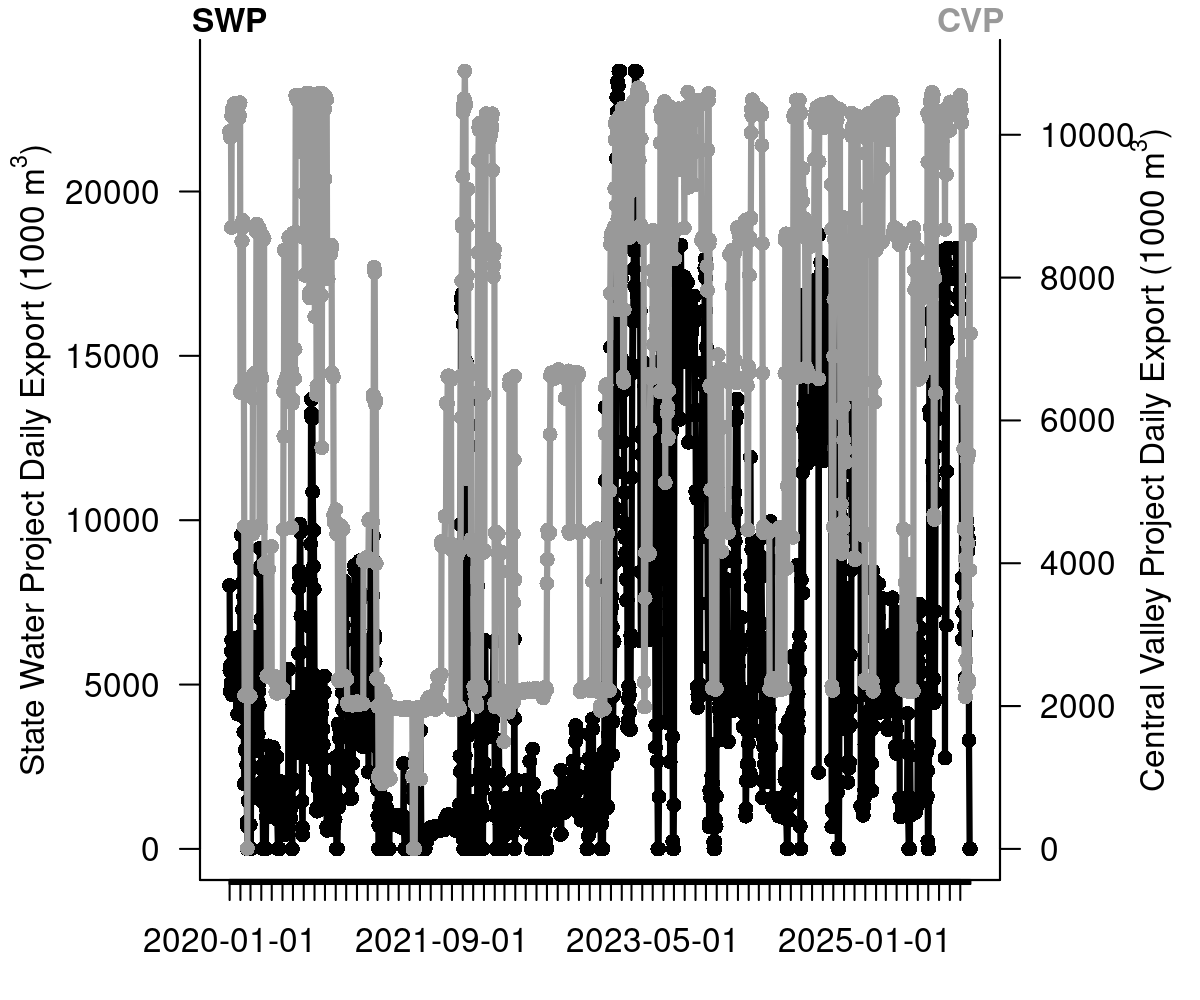 SWP
CVP
State Water Project Daily Export (1000 m³)
20000
15000
10000
5000
0
10000
8000
6000
4000
2000
0
Central Valley Project Daily Export (1000 m³)
2020-01-01 2021-09-01 2023-05-01 2025-01-01